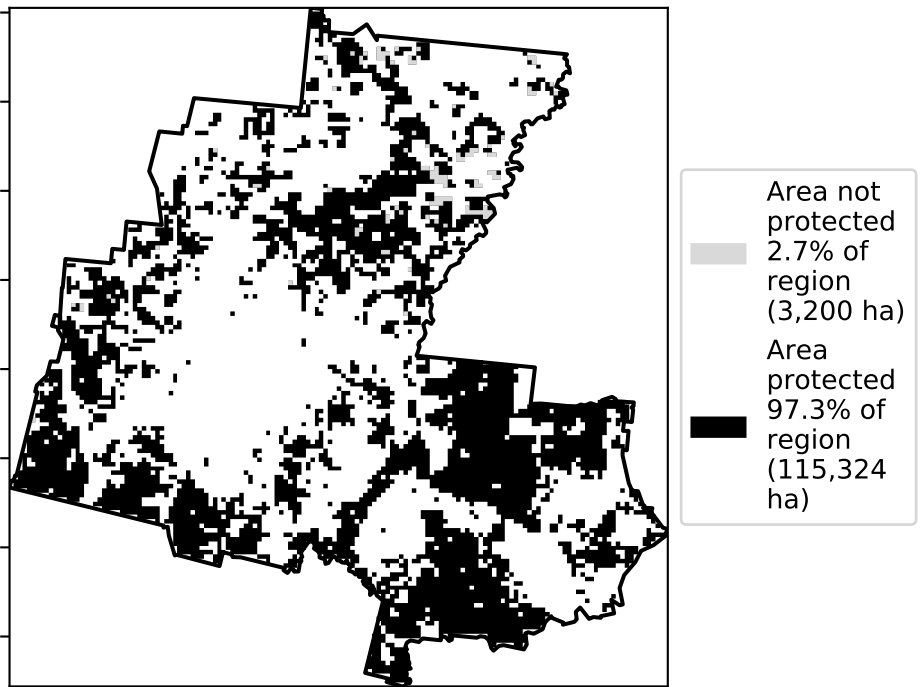 Area not
protected
2.7% of
region
(3,200 ha)
Area
protected
97.3% of
region
(115,324
ha)